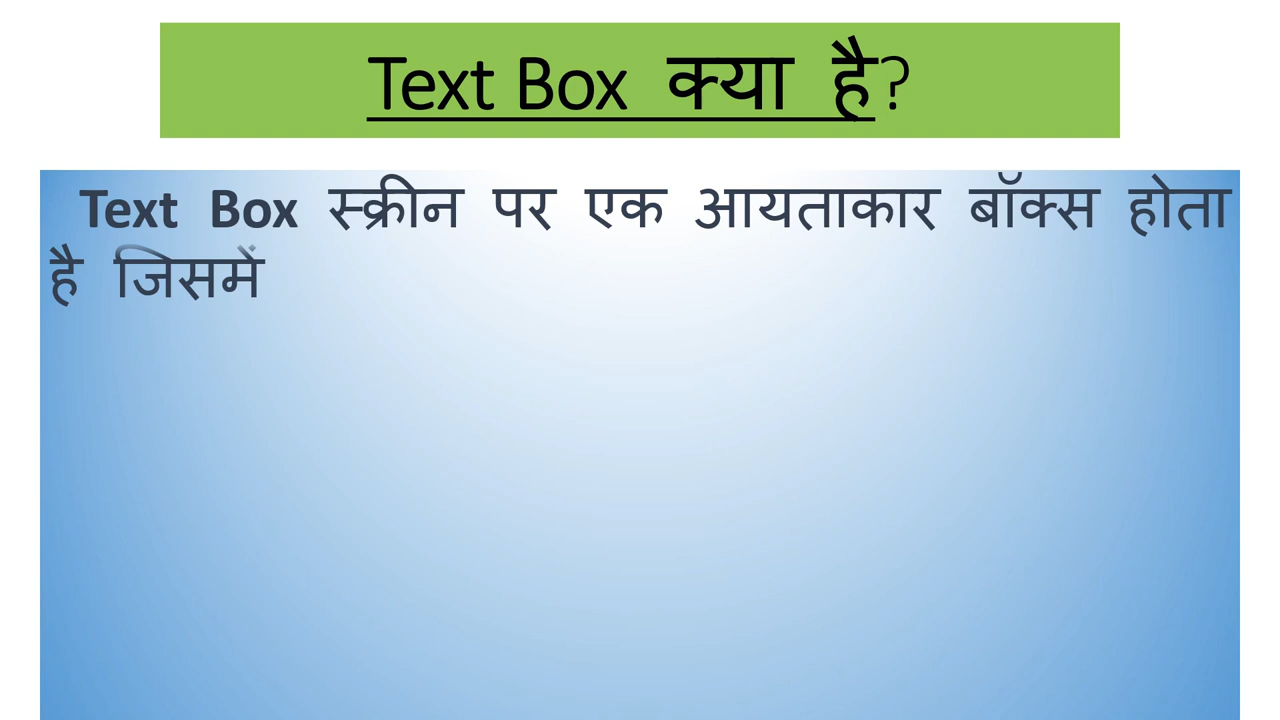 Text Box क्या है?
Text Box स्क्रीन पर एक आयताकार बॉक्स होता
है जिसमें